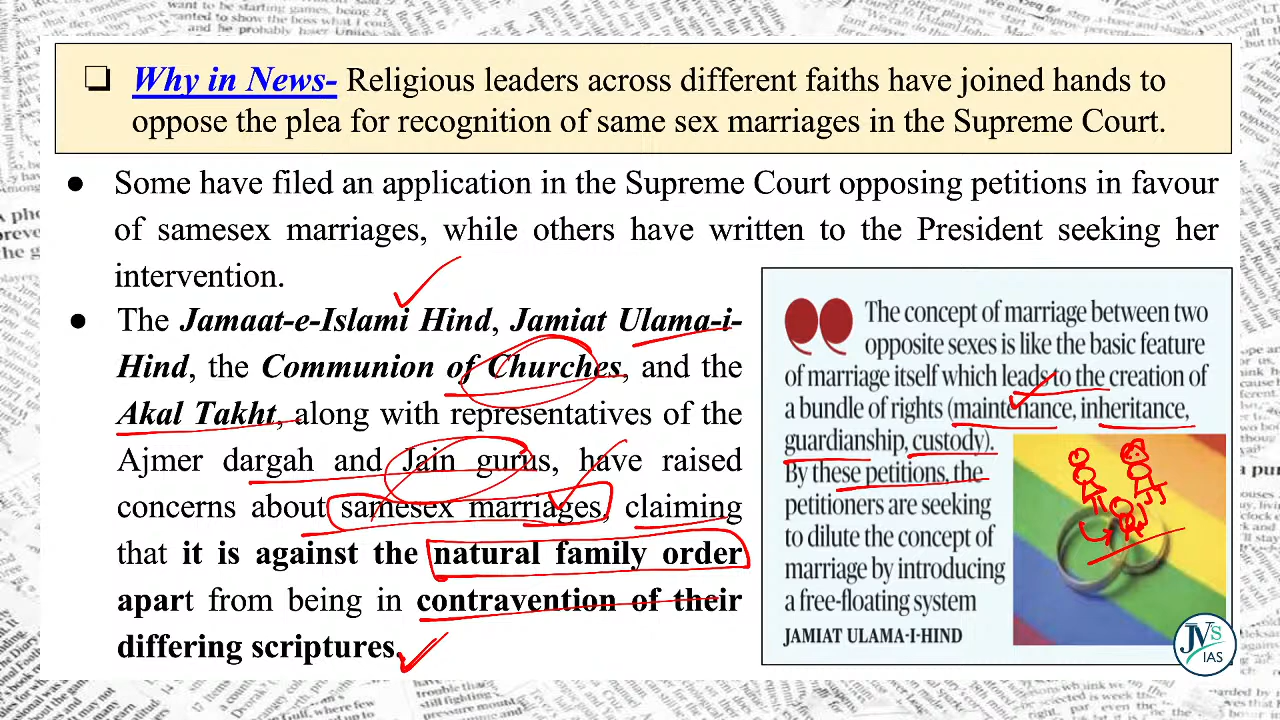 ❑ Why in News- Religious leaders across different faiths have joined hands to
oppose the plea for recognition of same sex marriages in the Supreme Court.
● Some have filed an application in the Supreme Court opposing petitions in favour
of samesex marriages, while others have written to the President seeking her
intervention.
● The Jamaat-e-Islami Hind, Jamiat Ulama-i-
Hind, the Communion of Churches, and the
Akal Takht, along with representatives of the
Ajmer dargah and Jain gurus, have raised
concerns about samesex marriages, claiming
that it is against the natural family order
apart from being in contravention of their
differing scriptures.
The concept of marriage between two
opposite sexes is like the basic feature
of marriage itself which leads to the creation of
a bundle of rights (maintenance, inheritance,
guardianship, custody).
By these petitions, the
petitioners are seeking
to dilute the concept of
marriage by introducing
a free-floating system
JAMIAT ULAMA-I-HIND
JVS
IAS